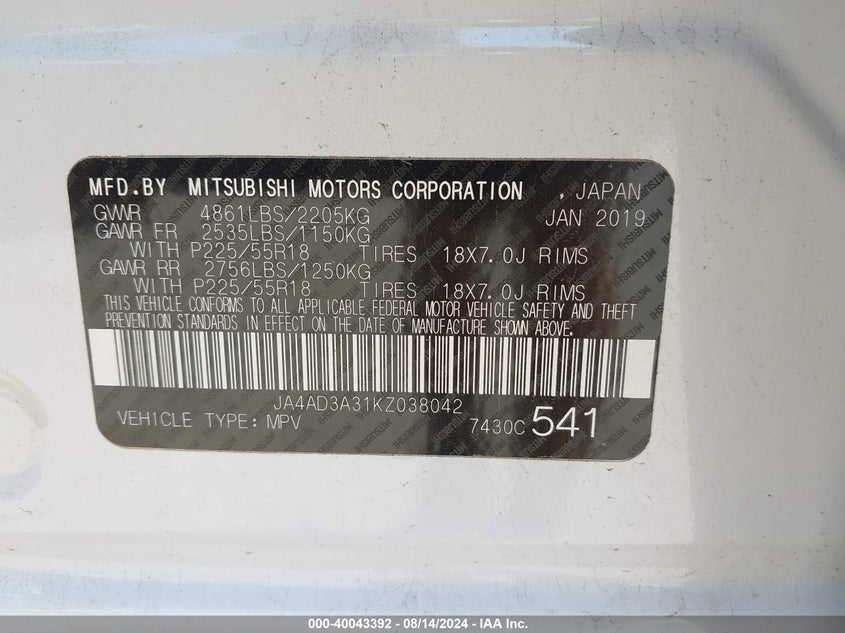 MFD.BY MITSUBISHI MOTORS CORPORATION , JAPAN
GVWR 4861LBS/2205KG JAN 2019
GAWR FR 2535LBS/1150KG
WITH P225/55R18 TIRES 18X7.0J RIMS
GAWR RR 2756LBS/1250KG
WITH P225/55R18 TIRES 18X7.0J RIMS
THIS VEHICLE CONFORMS TO ALL APPLICABLE FEDERAL MOTOR VEHICLE SAFETY AND THEFT
PREVENTION STANDARDS IN EFFECT ON THE DATE OF MANUFACTURE SHOWN ABOVE.
JA4AD3A31KZ038042
VEHICLE TYPE: MPV 7430C 541
000-40043392 - 08/14/2024 - IAA Inc.